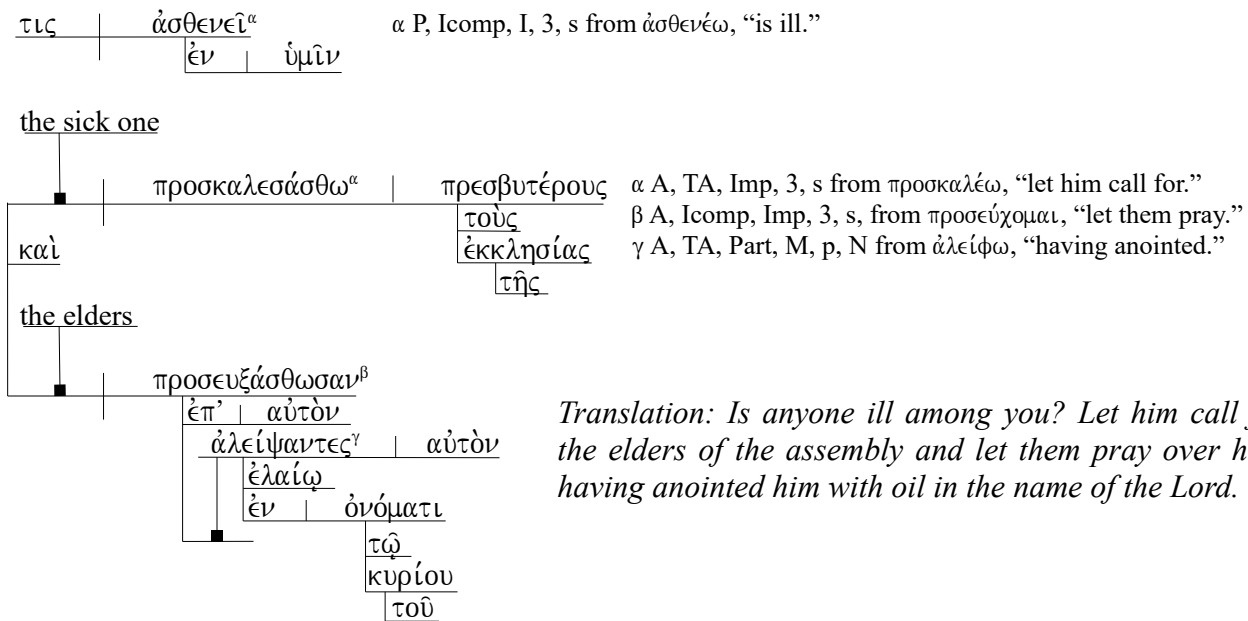 τις ἀσθενεῖα α P, Icomp, I, 3, s from ἀσθενέω, “is ill.”
ἐν ὑμῖν
the sick one
προσκαλεσάσθωα πρεσβυτέρους α A, TA, Imp, 3, s from προσκαλέω, “let him call for.”
τοὺς β A, Icomp, Imp, 3, s, from προσεύχομαι, “let them pray.”
καὶ ἐκκλησίας γ A, TA, Part, M, p, N from ἀλείφω, “having anointed.”
τῆς
the elders
προσευξάσθωσανβ
ἐπ’ αὐτὸν Translation: Is anyone ill among you? Let him call
ἀλείψαντεςγ αὐτὸν the elders of the assembly and let them pray over
ἐλαίῳ having anointed him with oil in the name of the Lord.
ἐν ὀνόματι
τῷ
κυρίου
τοῦ